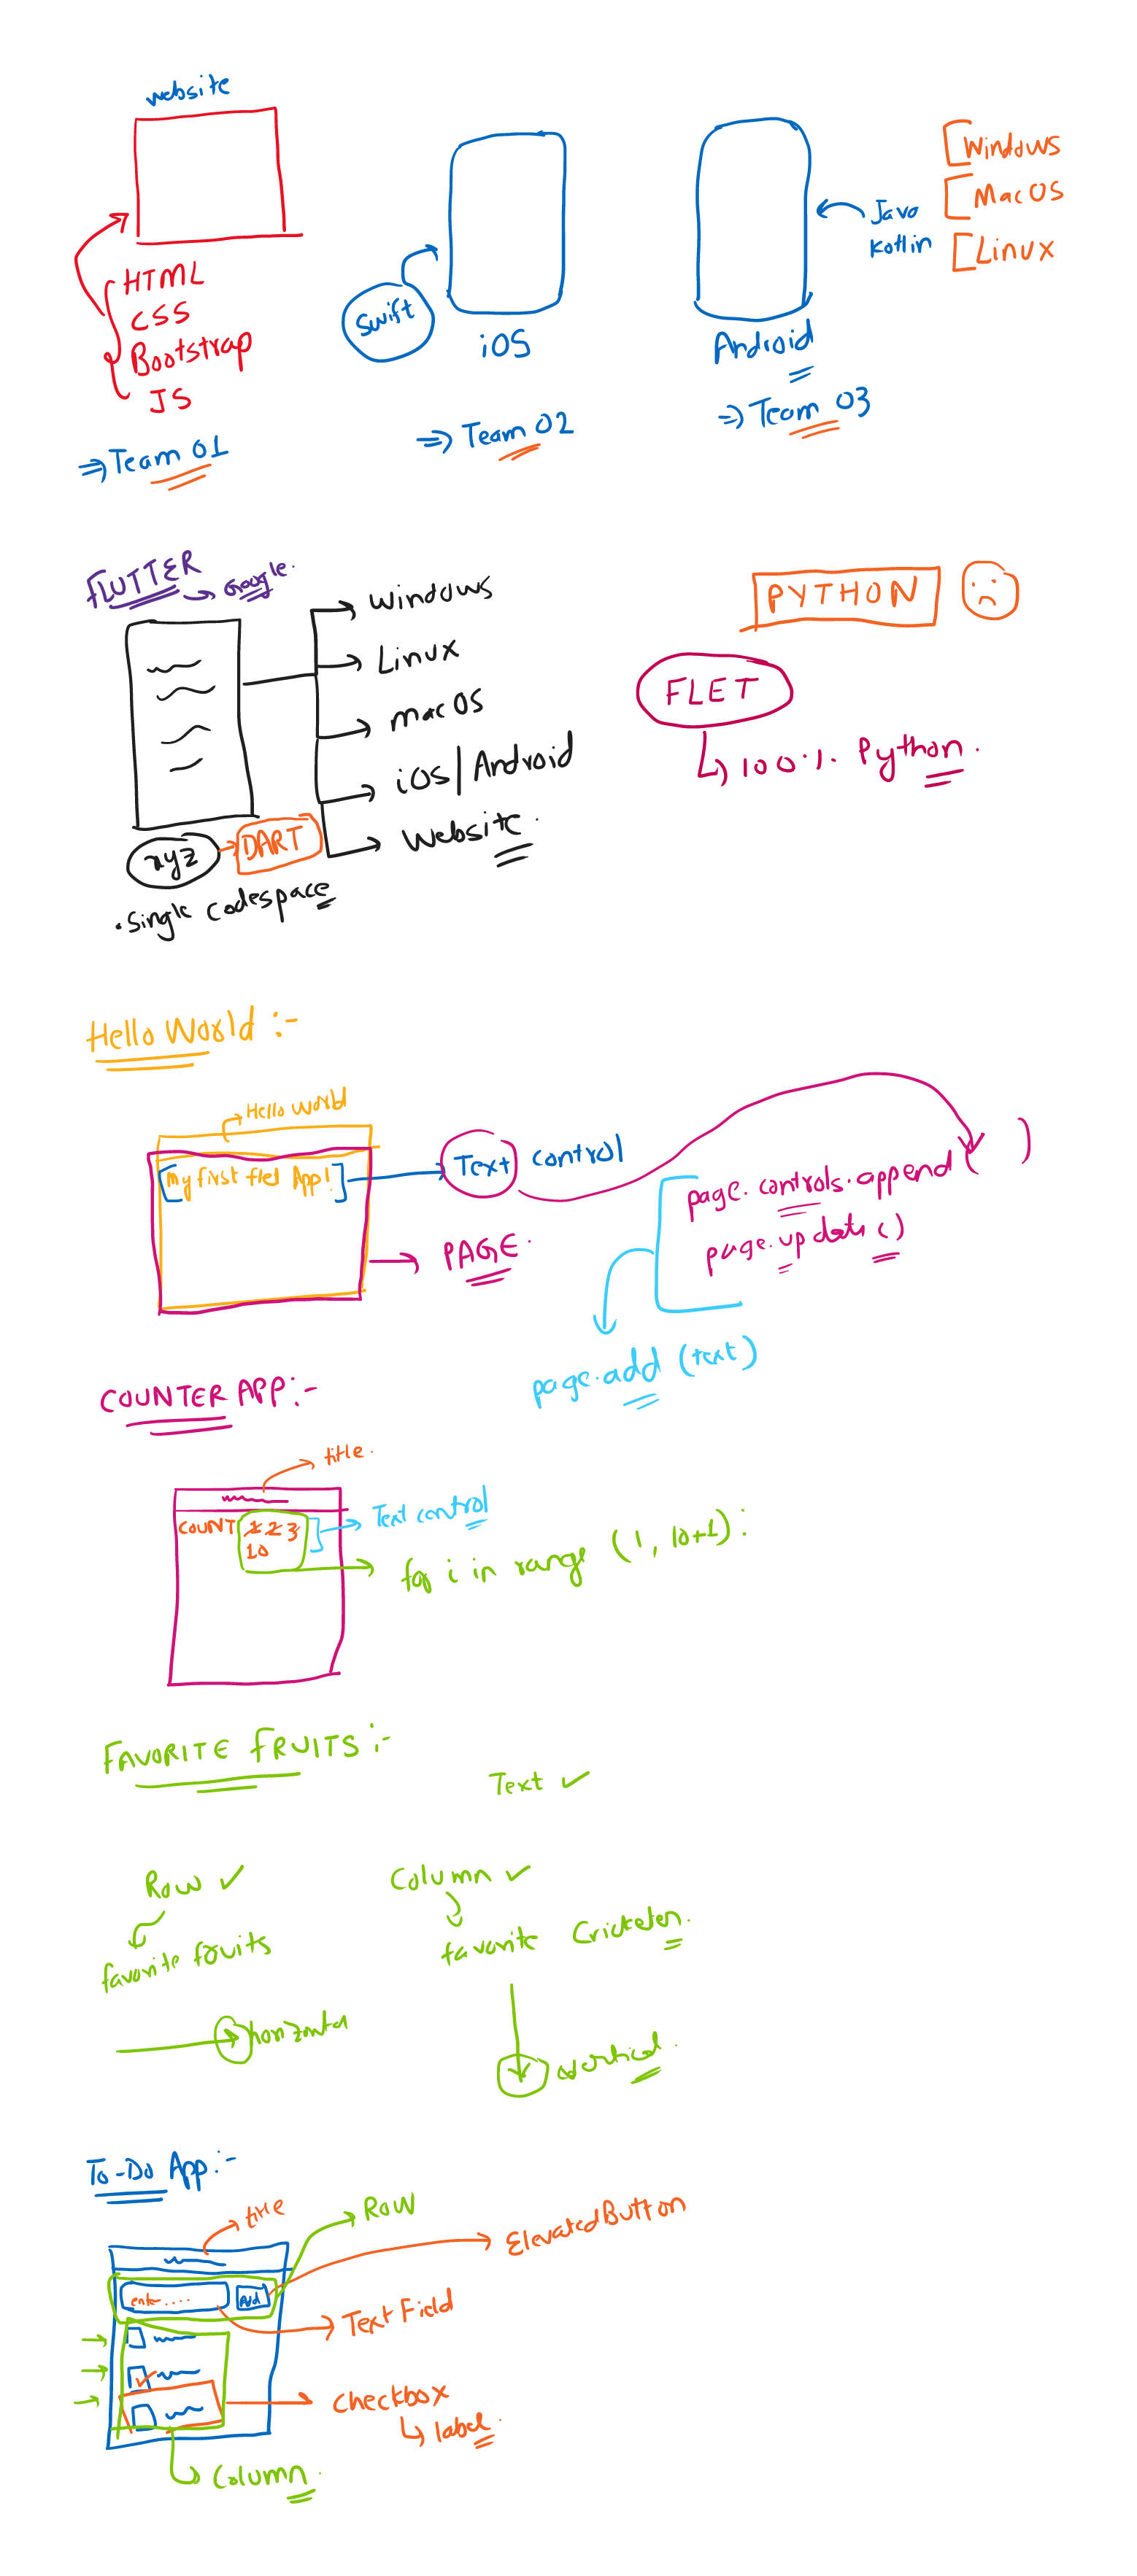 website
HTML
CSS
Bootstrap
JS
⇒ Team 01
Swift
iOS
⇒ Team 02
Java
Kotlin
Android
⇒ Team 03
[Windows
[MacOS
[Linux
FLUTTER
→ Google.
Windows
Linux
macOS
iOS|Android
Website.
xyz → DART
• Single Codespace
PYTHON
FLET
↳ 100% Python.
Hello World :-
→ Hello World
[my first flet App!]
Text control
→ PAGE.
page.controls.append( )
page.update()
page.add (text)
COUNTER APP:-
title.
COUNT 1 2 3
10
Text control
for i in range (1, 10+1):
FAVORITE FRUITS :-
Text ✓
Row ✓
favorite fruits
horizontal
Column ✓
favorite Cricketer.
vertical.
To-Do App:-
title
Row
ElevatedButton
enter.... Add
TextField
checkbox
↳ label.
Column.